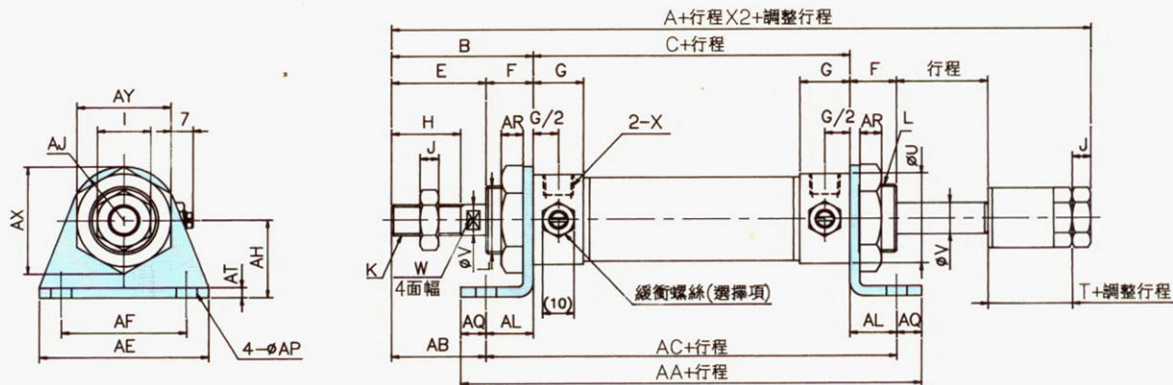 A+行程X2+調整行程
B
C+行程
E
F
G
G
F
行程
AY
I
7
H
AR
G/2
2-X
G/2
AR
L
J
AJ
J
øU
AX
AH
AT
K
W
øV
L
øV
4面幅
(10)
緩衝螺絲(選擇項)
T+調整行程
AF
AQ
AL
AL
AQ
AE
4-øAP
AB
AC+行程
AA+行程